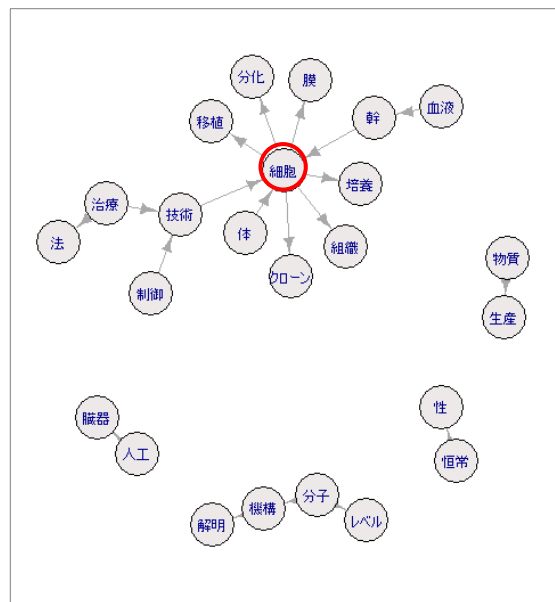 分化
膜
血液
移植
幹
細胞
培養
治療
技術
体
法
組織
物質
クローン
制御
生産
性
臓器
人工
恒常
分子
機構
レベル
解明